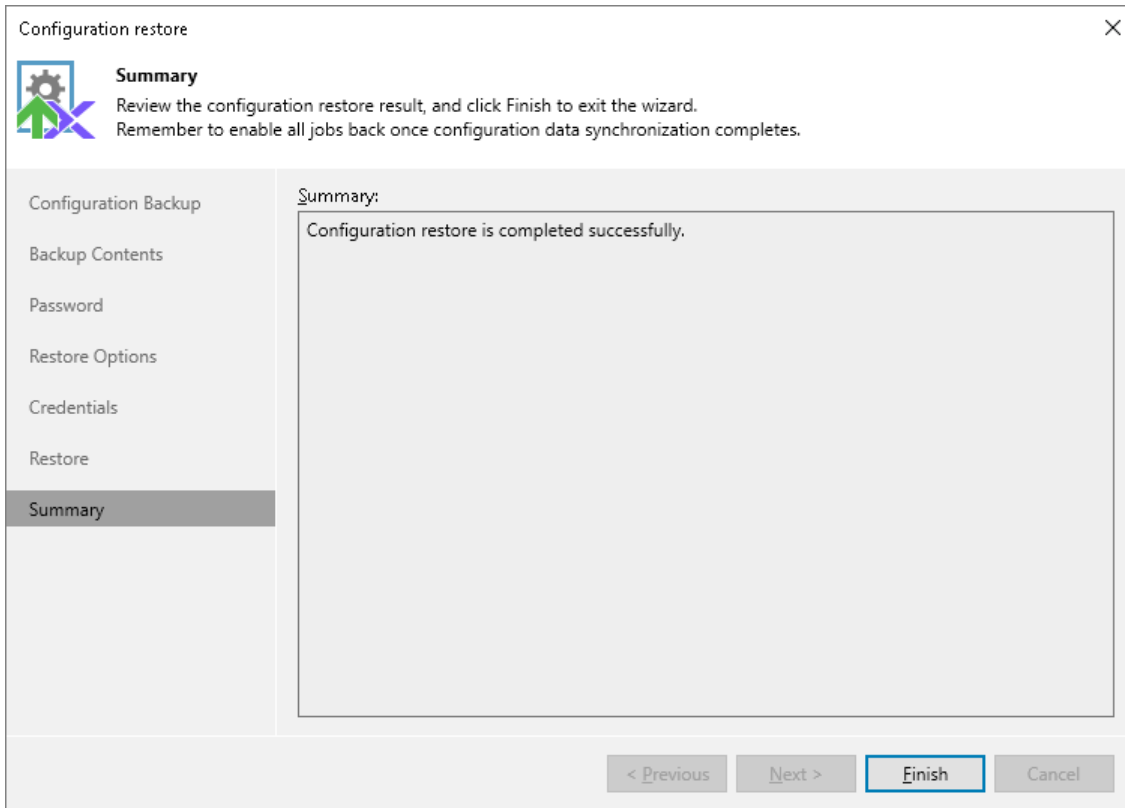 Configuration restore
Summary
Review the configuration restore result, and click Finish to exit the wizard.
Remember to enable all jobs back once configuration data synchronization completes.
Configuration Backup
Backup Contents
Password
Restore Options
Credentials
Restore
Summary
Summary:
Configuration restore is completed successfully.
< Previous
Next >
Finish
Cancel